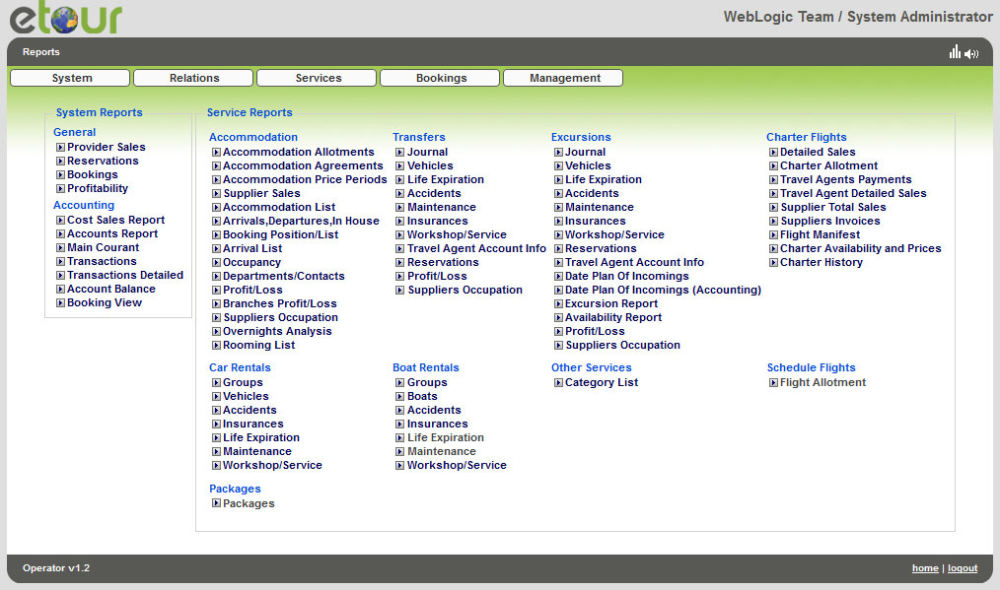 etour
WebLogic Team / System Administrator
Reports
System
Relations
Services
Bookings
Management
System Reports
General
Provider Sales
Reservations
Bookings
Profitability
Accounting
Cost Sales Report
Accounts Report
Main Courant
Transactions
Transactions Detailed
Account Balance
Booking View
Service Reports
Accommodation
Accommodation Allotments
Accommodation Agreements
Accommodation Price Periods
Supplier Sales
Accommodation List
Arrivals,Departures,In House
Booking Position/List
Arrival List
Occupancy
Departments/Contacts
Profit/Loss
Branches Profit/Loss
Suppliers Occupation
Overnights Analysis
Rooming List
Transfers
Journal
Vehicles
Life Expiration
Accidents
Maintenance
Insurances
Workshop/Service
Travel Agent Account Info
Reservations
Profit/Loss
Suppliers Occupation
Excursions
Journal
Vehicles
Life Expiration
Accidents
Maintenance
Insurances
Workshop/Service
Reservations
Travel Agent Account Info
Date Plan Of Incomings
Date Plan Of Incomings (Accounting)
Excursion Report
Availability Report
Profit/Loss
Suppliers Occupation
Charter Flights
Detailed Sales
Charter Allotment
Travel Agents Payments
Travel Agent Detailed Sales
Supplier Total Sales
Suppliers Invoices
Flight Manifest
Charter Availability and Prices
Charter History
Car Rentals
Groups
Vehicles
Accidents
Insurances
Life Expiration
Maintenance
Workshop/Service
Boat Rentals
Groups
Boats
Accidents
Insurances
Life Expiration
Maintenance
Workshop/Service
Other Services
Category List
Schedule Flights
Flight Allotment
Packages
Packages
Operator v1.2
home | logout